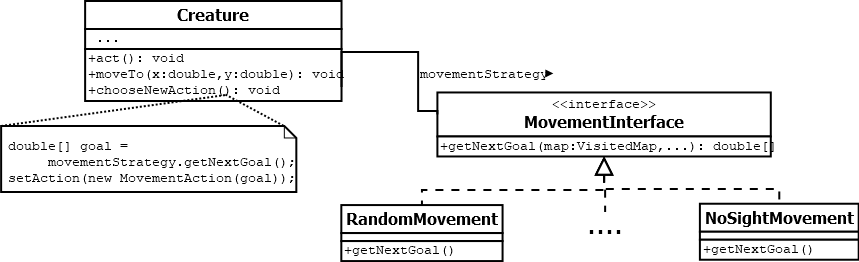 Creature
...
+act(): void
+moveTo(x:double,y:double): void
+chooseNewAction(): void
movementStrategy
<<interface>>
MovementInterface
+getNextGoal(map:VisitedMap,...): double[]
double[] goal =
movementStrategy.getNextGoal();
setAction(new MovementAction(goal));
RandomMovement
+getNextGoal()
....
NoSightMovement
+getNextGoal()